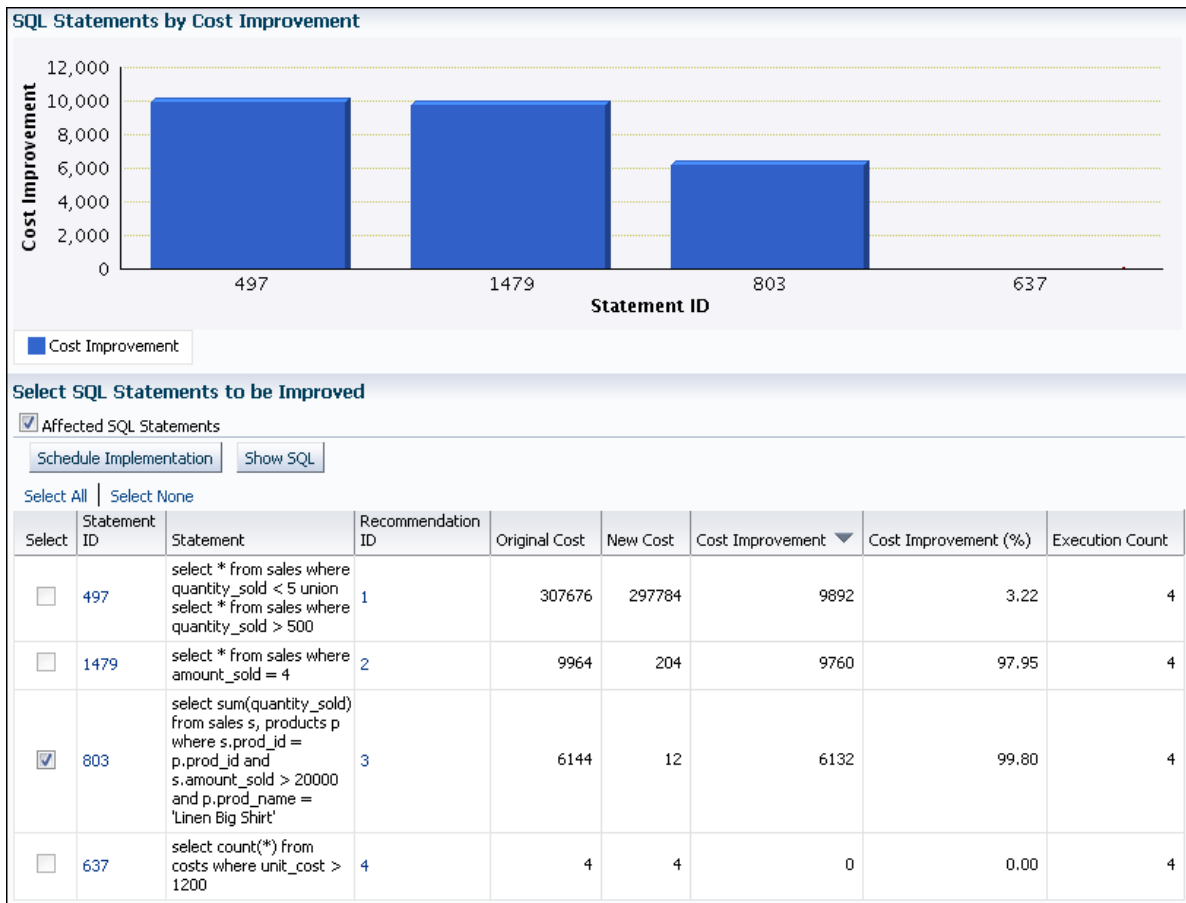 SQL Statements by Cost Improvement
12,000
10,000
8,000
6,000
4,000
2,000
0
Cost Improvement
497 1479 803 637
Statement ID
Cost Improvement
Select SQL Statements to be Improved
Affected SQL Statements
Schedule Implementation Show SQL
Select All | Select None
Select Statement ID Statement Recommendation ID Original Cost New Cost Cost Improvement Cost Improvement (%) Execution Count
497 select * from sales where quantity_sold < 5 union select * from sales where quantity_sold > 500 1 307676 297784 9892 3.22 4
1479 select * from sales where amount_sold = 4 2 9964 204 9760 97.95 4
803 select sum(quantity_sold) from sales s, products p where s.prod_id = p.prod_id and s.amount_sold > 20000 and p.prod_name = 'Linen Big Shirt' 3 6144 12 6132 99.80 4
637 select count(*) from costs where unit_cost > 1200 4 4 4 0 0.00 4